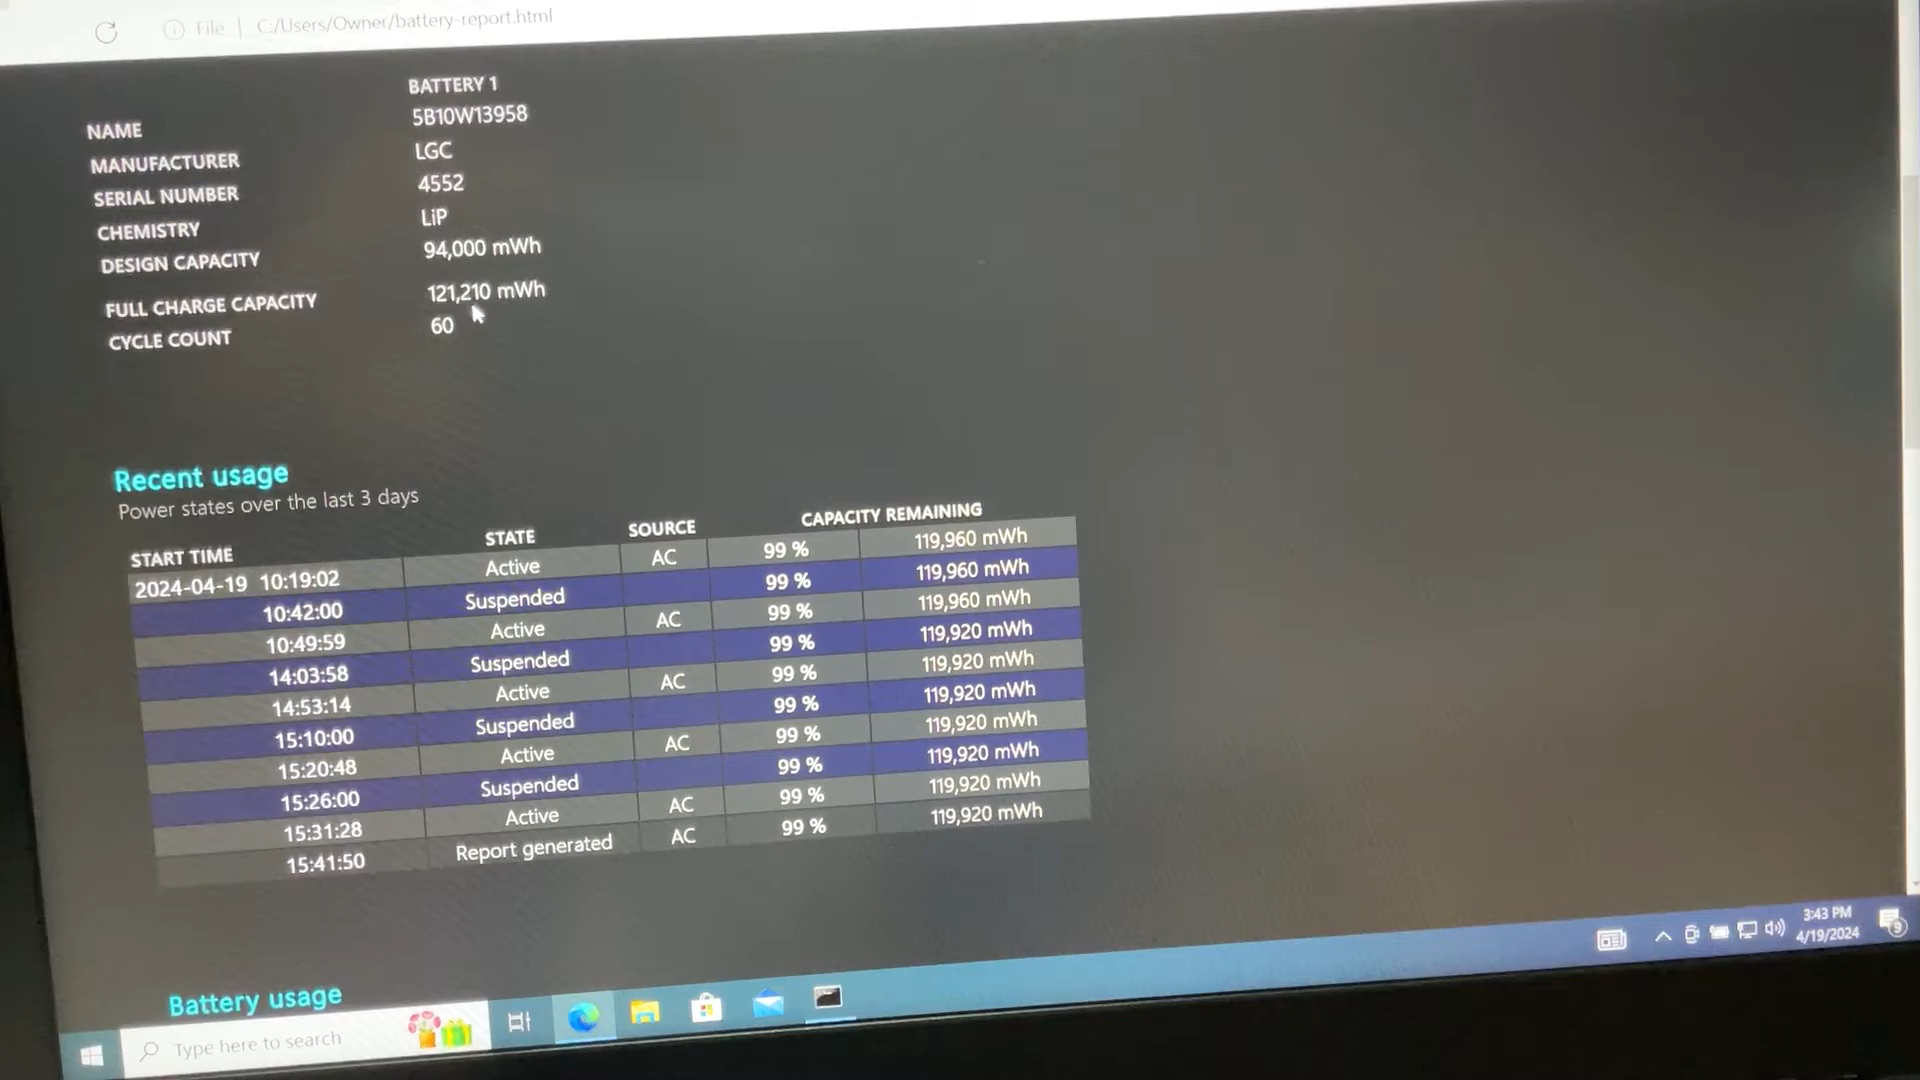 File | C:/Users/Owner/battery-report.html
BATTERY 1
NAME 5B10W13958
MANUFACTURER LGC
SERIAL NUMBER 4552
CHEMISTRY LiP
DESIGN CAPACITY 94,000 mWh
FULL CHARGE CAPACITY 121,210 mWh
CYCLE COUNT 60
Recent usage
Power states over the last 3 days
START TIME STATE SOURCE CAPACITY REMAINING
2024-04-19 10:19:02 Active AC 99 % 119,960 mWh
10:42:00 Suspended 99 % 119,960 mWh
10:49:59 Active AC 99 % 119,960 mWh
14:03:58 Suspended 99 % 119,920 mWh
14:53:14 Active AC 99 % 119,920 mWh
15:10:00 Suspended 99 % 119,920 mWh
15:20:48 Active AC 99 % 119,920 mWh
15:26:00 Suspended 99 % 119,920 mWh
15:31:28 Active AC 99 % 119,920 mWh
15:41:50 Report generated AC 99 % 119,920 mWh
Battery usage
Type here to search
3:43 PM
4/19/2024
9